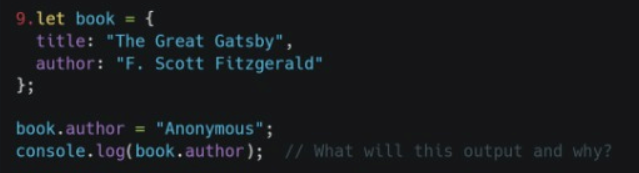 9.let book = {
  title: "The Great Gatsby",
  author: "F. Scott Fitzgerald"
};

book.author = "Anonymous";
console.log(book.author);  // What will this output and why?